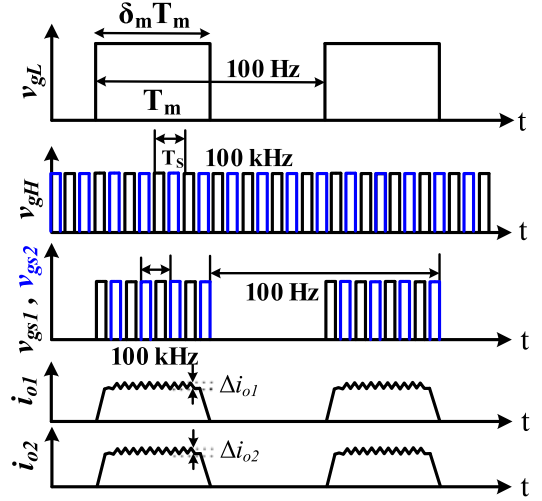 δmTm
vgL
100 Hz
Tm
t
Ts
100 kHz
vgH
t
vgs1 , vgs2
100 Hz
t
100 kHz
io1
Δio1
t
io2
Δio2
t